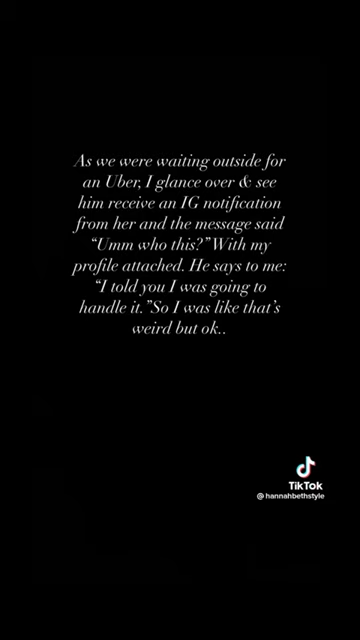 As we were waiting outside for
an Uber, I glance over & see
him receive an IG notification
from her and the message said
“Umm who this?” With my
profile attached. He says to me:
“I told you I was going to
handle it.”So I was like that’s
weird but ok..
TikTok
@hannahbethstyle